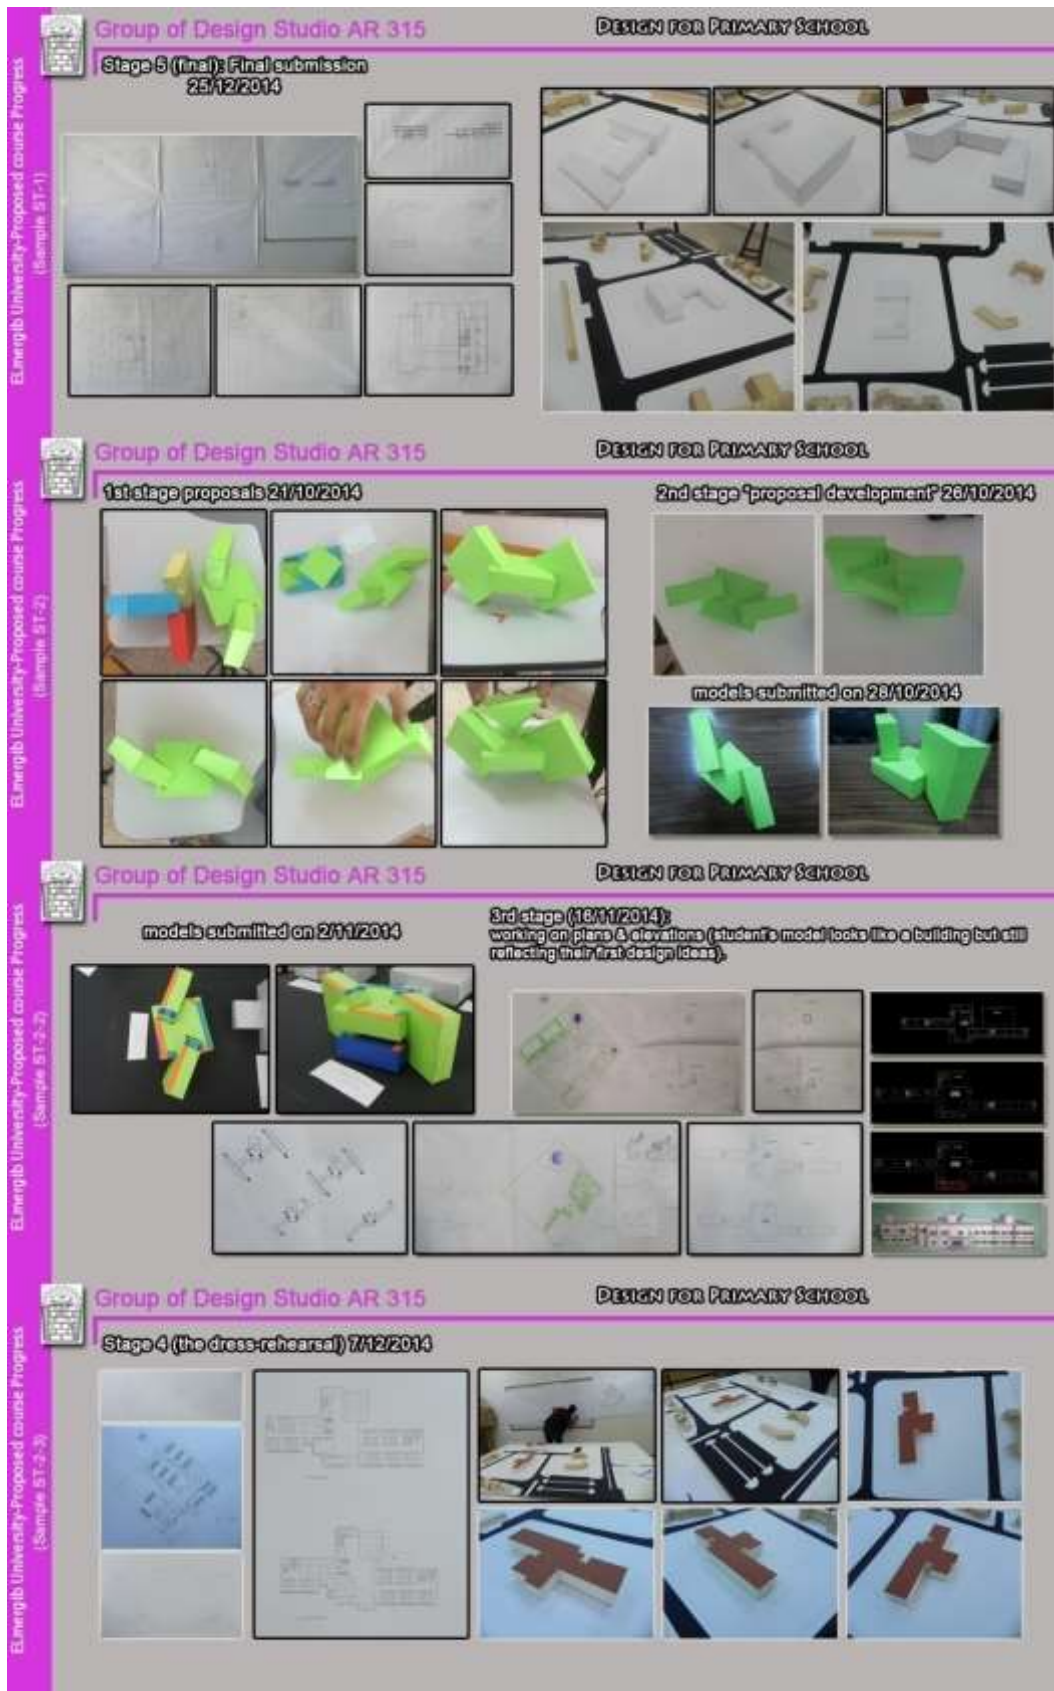 Group of Design Studio AR 315
DESIGN FOR PRIMARY SCHOOL
Stage 5 (final): Final submission
25/12/2014
ELmergib University-Proposed course Progress
(Sample ST-1)
Group of Design Studio AR 315
DESIGN FOR PRIMARY SCHOOL
1st stage proposals 21/10/2014
2nd stage "proposal development" 26/10/2014
models submitted on 28/10/2014
ELmergib University-Proposed course Progress
(Sample ST-2)
Group of Design Studio AR 315
DESIGN FOR PRIMARY SCHOOL
models submitted on 2/11/2014
3rd stage (16/11/2014):
working on plans & elevations (student's model looks like a building but still
reflecting their first design ideas).
ELmergib University-Proposed course Progress
(Sample ST-2-2)
Group of Design Studio AR 315
DESIGN FOR PRIMARY SCHOOL
Stage 4 (the dress-rehearsal) 7/12/2014
ELmergib University-Proposed course Progress
(Sample ST-2-3)